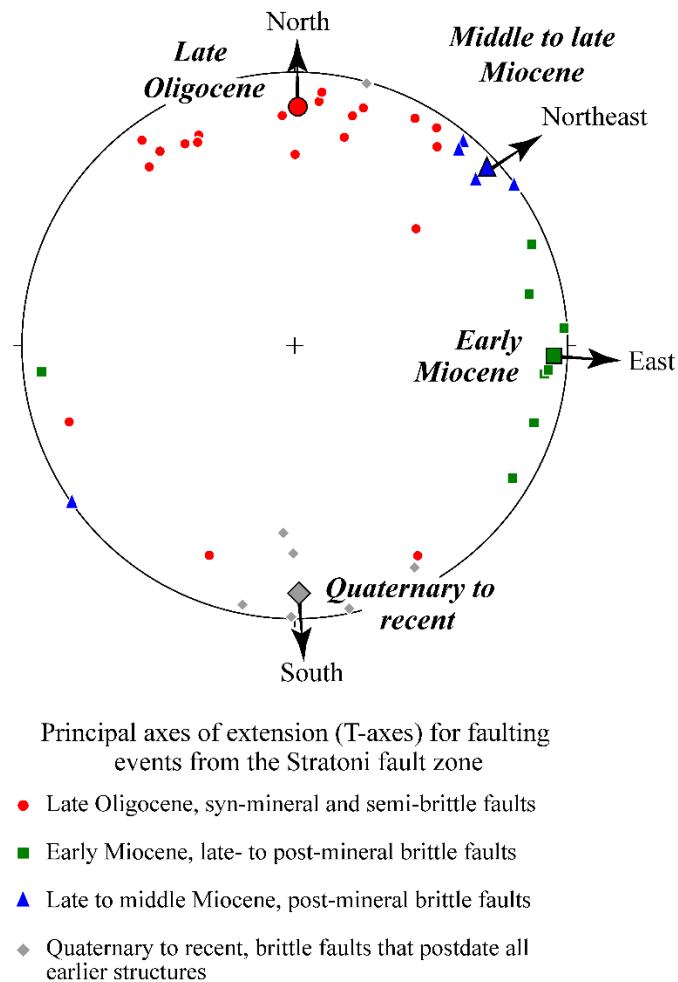 North
Late
Oligocene
Middle to late
Miocene
Northeast
Early
Miocene
East
Quaternary to
recent
South
Principal axes of extension (T-axes) for faulting
events from the Stratoni fault zone
Late Oligocene, syn-mineral and semi-brittle faults
Early Miocene, late- to post-mineral brittle faults
Late to middle Miocene, post-mineral brittle faults
Quaternary to recent, brittle faults that postdate all
earlier structures